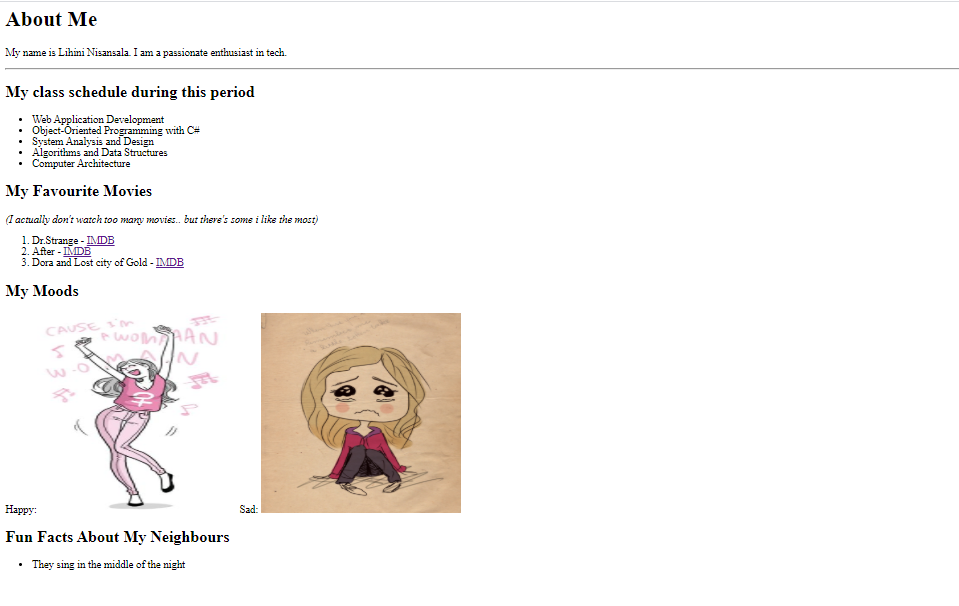 About Me
My name is Lihini Nisansala. I am a passionate enthusiast in tech.
My class schedule during this period
• Web Application Development
• Object-Oriented Programming with C#
• System Analysis and Design
• Algorithms and Data Structures
• Computer Architecture
My Favourite Movies
(I actually don't watch too many movies.. but there's some i like the most)
1. Dr.Strange - IMDB
2. After - IMDB
3. Dora and Lost city of Gold - IMDB
My Moods
CAUSE I'M
A WOMAAAN
W-O M A N
Happy: Sad:
Fun Facts About My Neighbours
• They sing in the middle of the night